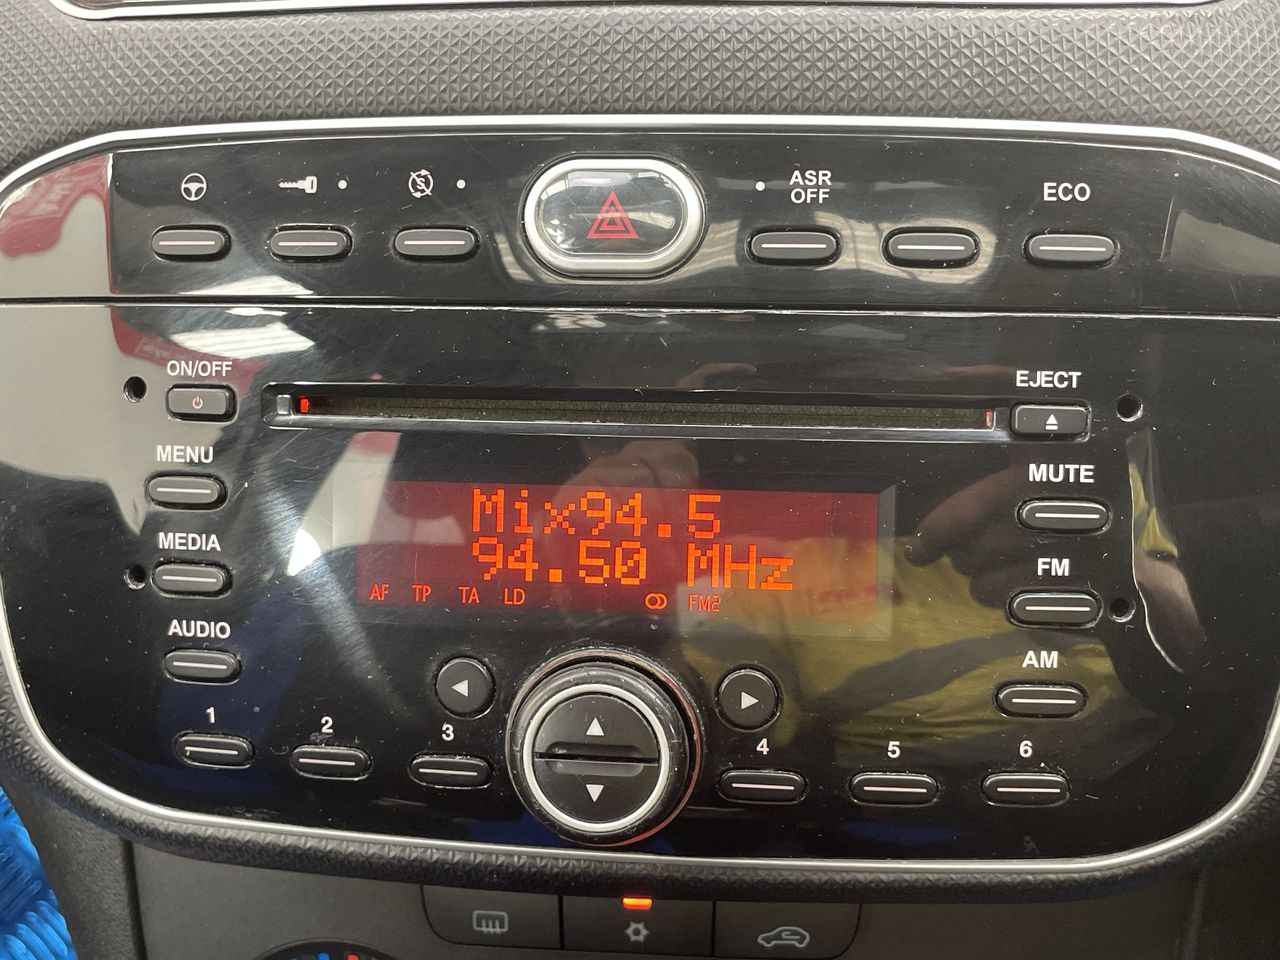 ASR
OFF
ECO
ON/OFF
EJECT
MENU
MUTE
Mix94.5
94.50 MHz
MEDIA
FM
AF TP TA LD FM2
AUDIO
AM
1 2 3 4 5 6